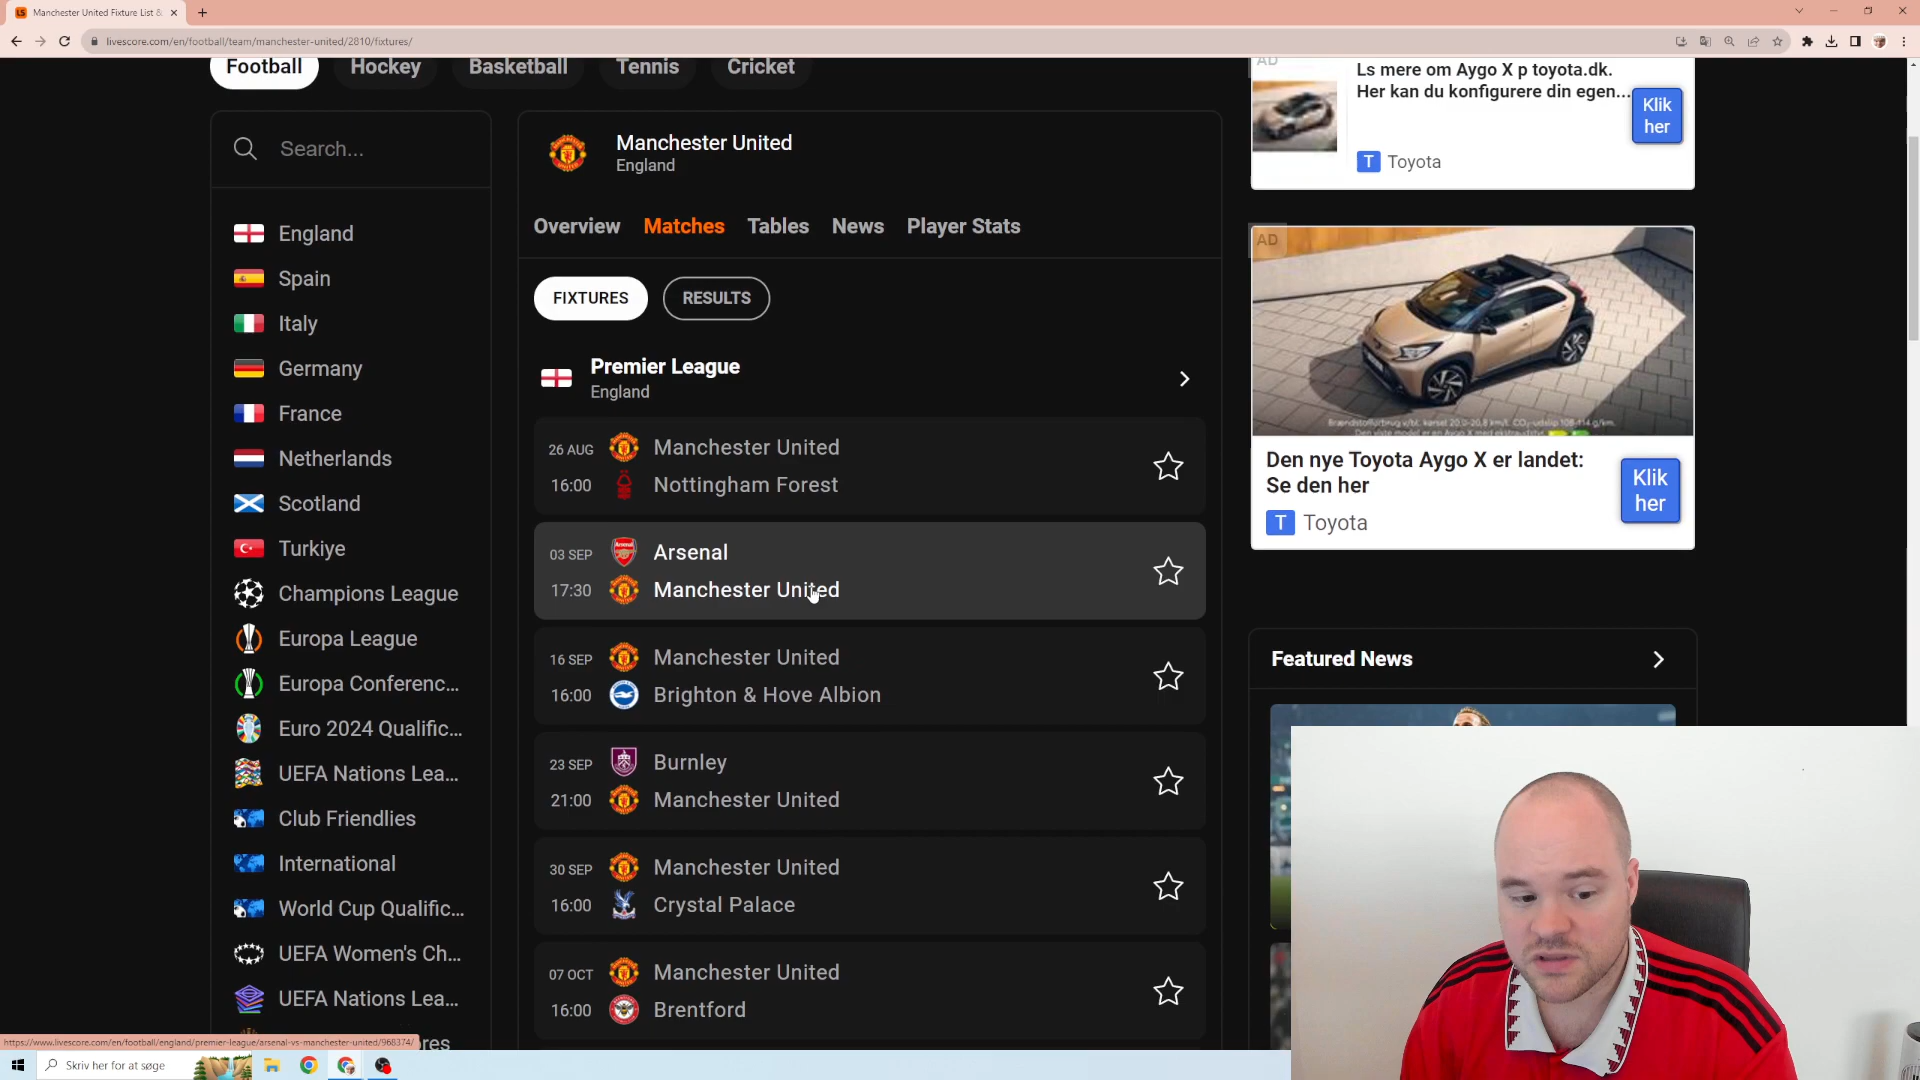 Manchester United Fixture List &
livescore.com/en/football/team/manchester-united/2810/fixtures/
Football Hockey Basketball Tennis Cricket
Search...
England
Spain
Italy
Germany
France
Netherlands
Scotland
Turkiye
Champions League
Europa League
Europa Conferenc...
Euro 2024 Qualific...
UEFA Nations Lea...
Club Friendlies
International
World Cup Qualific...
UEFA Women's Ch...
UEFA Nations Lea...
res
Manchester United
England
Overview Matches Tables News Player Stats
FIXTURES RESULTS
Premier League
England
26 AUG Manchester United
16:00 Nottingham Forest
03 SEP Arsenal
17:30 Manchester United
16 SEP Manchester United
16:00 Brighton & Hove Albion
23 SEP Burnley
21:00 Manchester United
30 SEP Manchester United
16:00 Crystal Palace
07 OCT Manchester United
16:00 Brentford
AD
Ls mere om Aygo X p toyota.dk.
Her kan du konfigurere din egen...
Klik
her
T Toyota
AD
Den nye Toyota Aygo X er landet:
Se den her
Klik
her
T Toyota
Featured News
https://www.livescore.com/en/football/england/premier-league/arsenal-vs-manchester-united/968374/
Skriv her for at søge